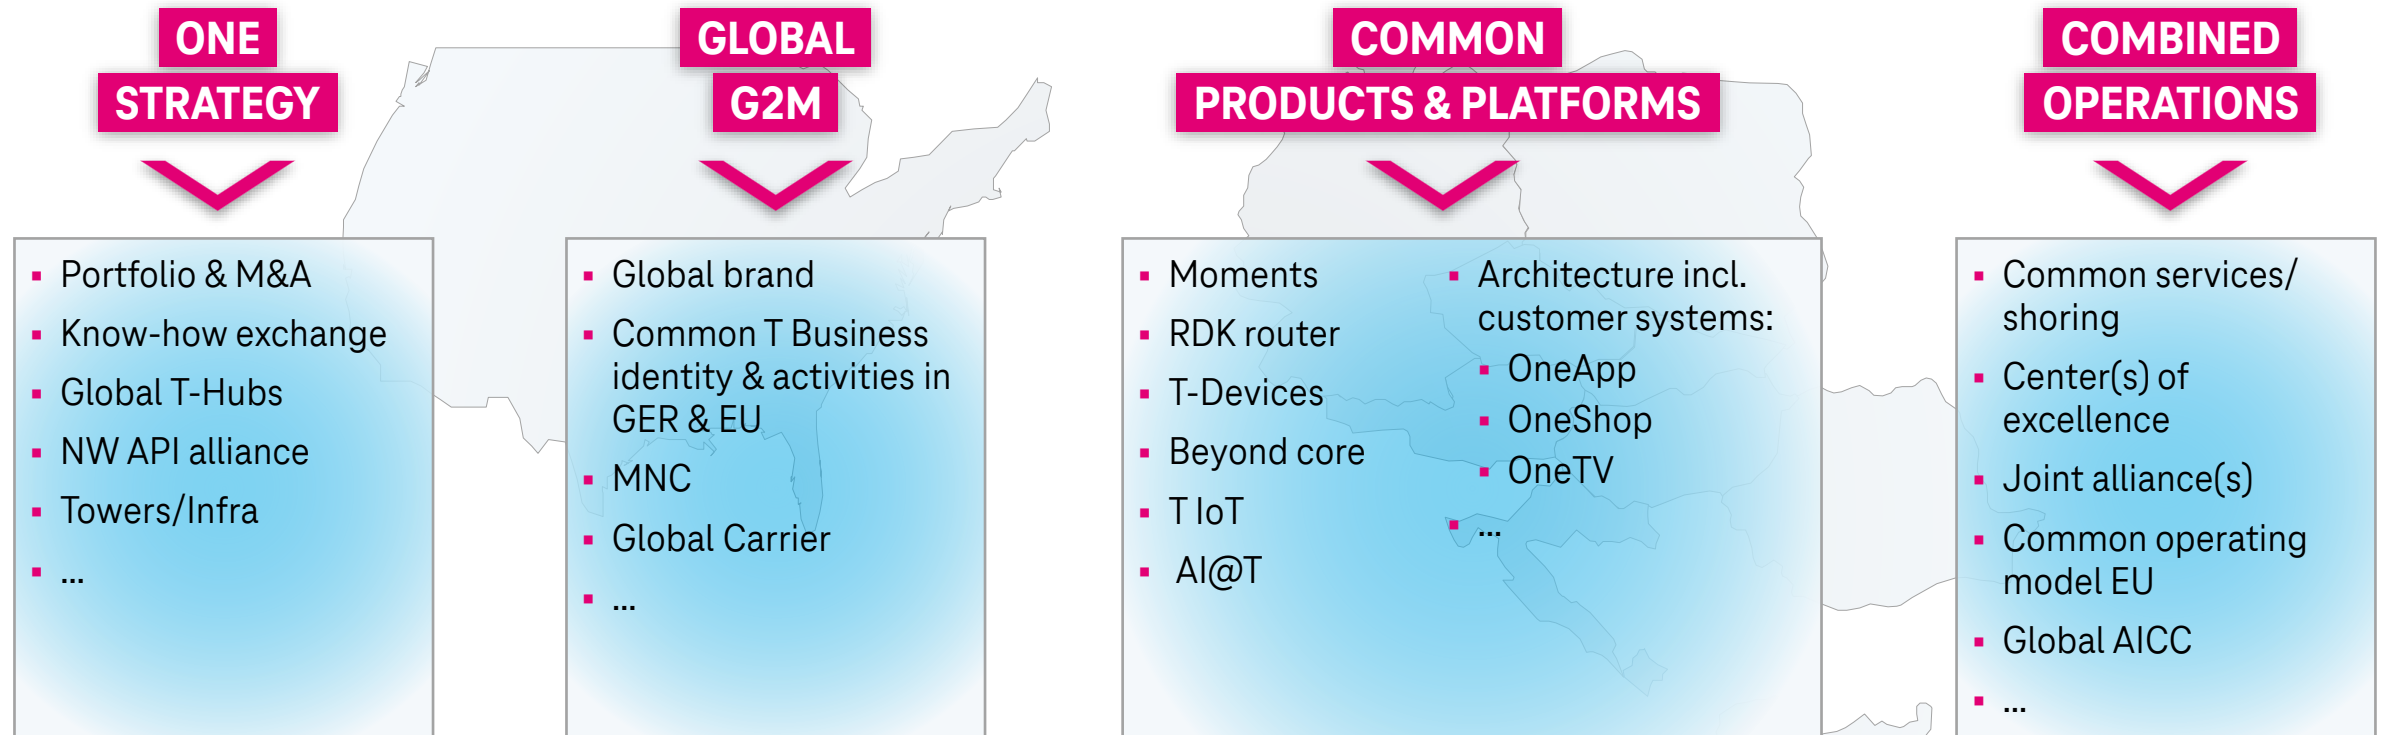 ONE
STRATEGY
▪ Portfolio & M&A
▪ Know-how exchange
▪ Global T-Hubs
▪ NW API alliance
▪ Towers/Infra
▪ ...
GLOBAL
G2M
▪ Global brand
▪ Common T Business
identity & activities in
GER & EU
▪ MNC
▪ Global Carrier
▪ ...
COMMON
PRODUCTS & PLATFORMS
▪ Moments
▪ RDK router
▪ T-Devices
▪ Beyond core
▪ T IoT
▪ AI@T
▪ Architecture incl.
customer systems:
▪ OneApp
▪ OneShop
▪ OneTV
▪ ...
COMBINED
OPERATIONS
▪ Common services/
shoring
▪ Center(s) of
excellence
▪ Joint alliance(s)
▪ Common operating
model EU
▪ Global AICC
▪ ...